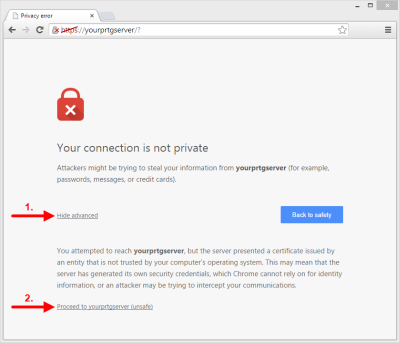 Privacy error
https://yourprtgserver/?
Your connection is not private
Attackers might be trying to steal your information from yourprtgserver (for example,
passwords, messages, or credit cards).
1.
Hide advanced
Back to safety
You attempted to reach yourprtgserver, but the server presented a certificate issued by
an entity that is not trusted by your computer's operating system. This may mean that the
server has generated its own security credentials, which Chrome cannot rely on for identity
information, or an attacker may be trying to intercept your communications.
2.
Proceed to yourprtgserver (unsafe)